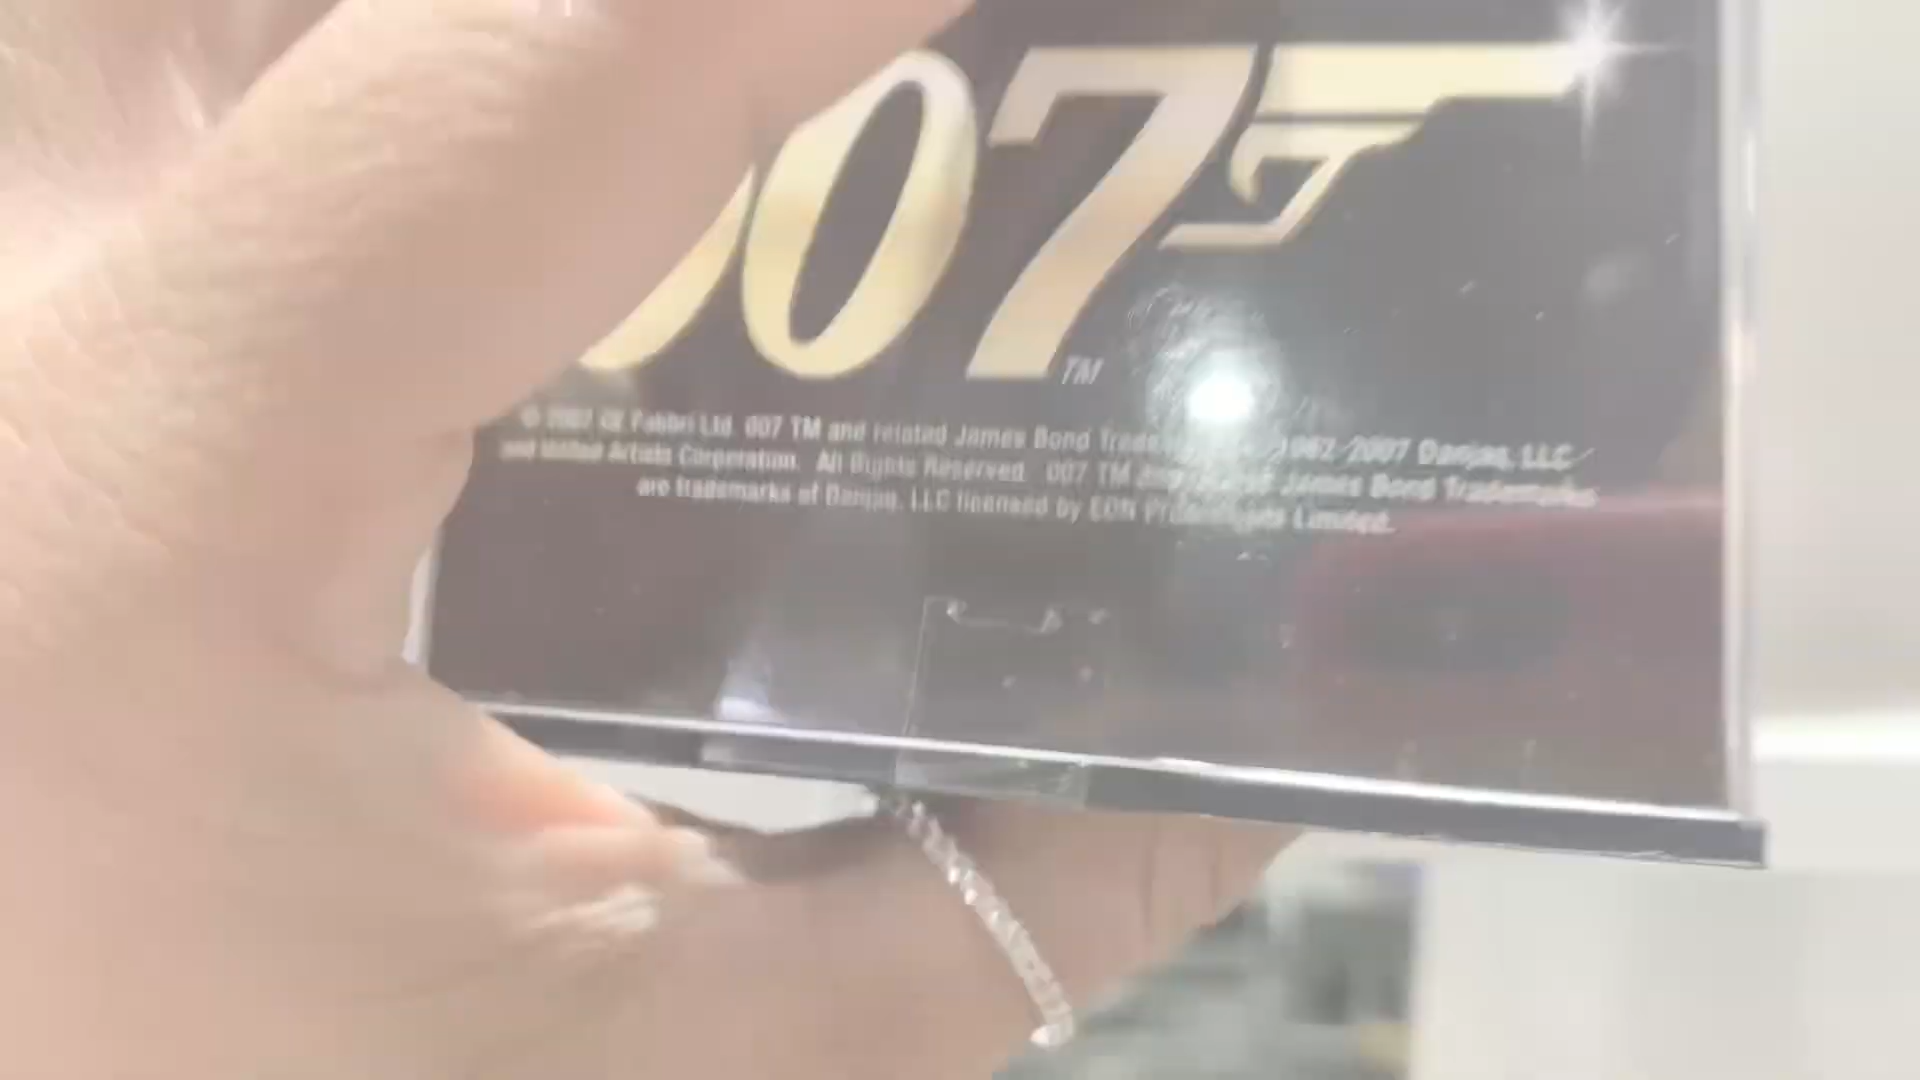 007
TM
© 2007 GE Fabbri Ltd. 007 TM and related James Bond 1962-2007 Danjaq, LLC
and United Artists Corporation. All Rights Reserved. 007 TM James Bond Trademarks
are trademarks of Danjaq, LLC licensed by EON Productions Limited.